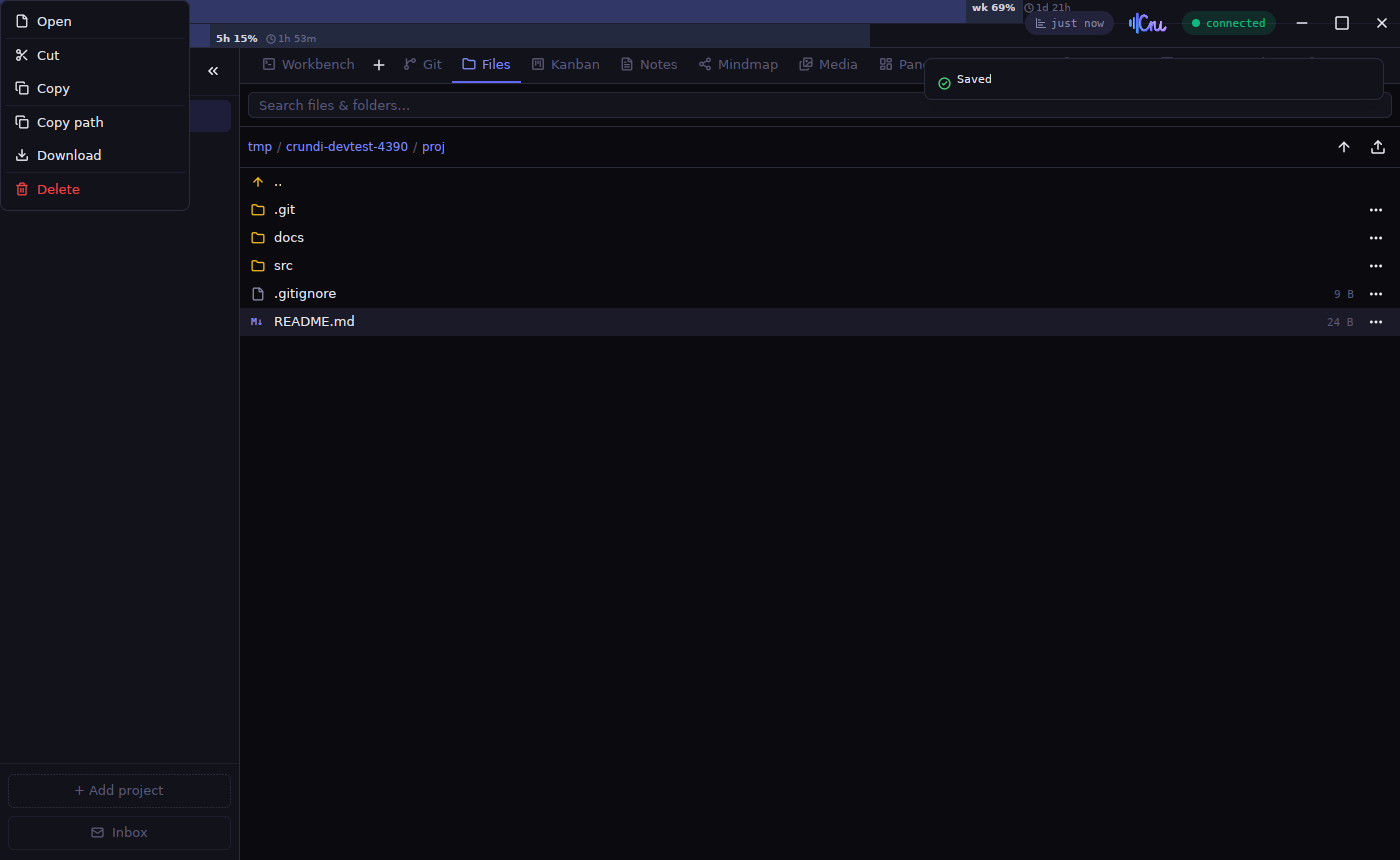 wk 69% 1d 21h
5h 15% 1h 53m
just now
Cru
connected
Open
Cut
Copy
Copy path
Download
Delete
Workbench
Git
Files
Kanban
Notes
Mindmap
Media
Saved
Search files & folders...
tmp / crundi-devtest-4390 / proj
..
.git
docs
src
.gitignore 9 B
M↓ README.md 24 B
+ Add project
Inbox